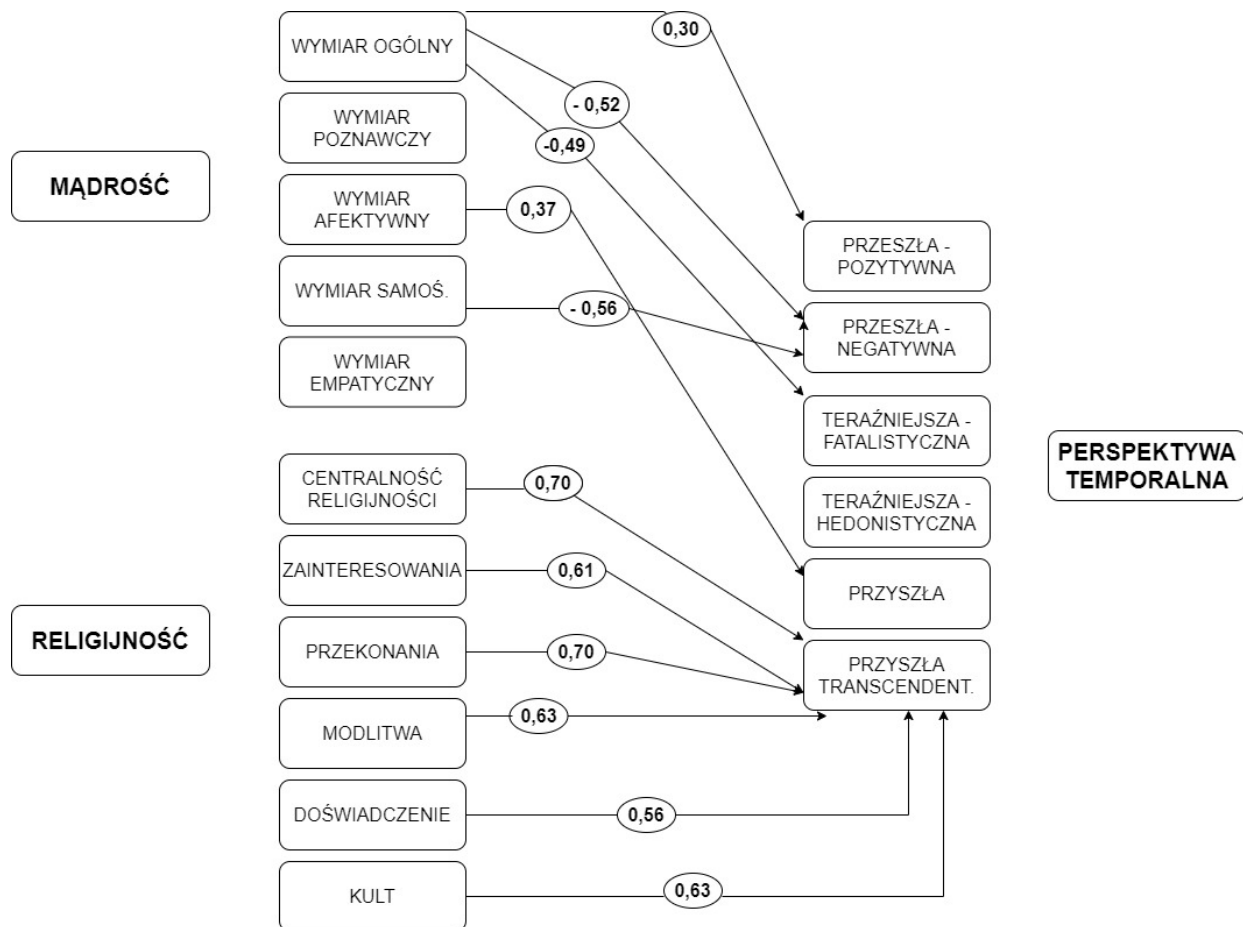 MĄDROŚĆ
WYMIAR OGÓLNY
WYMIAR
POZNAWCZY
WYMIAR
AFEKTYWNY
WYMIAR SAMOŚ.
WYMIAR
EMPATYCZNY
RELIGIJNOŚĆ
CENTRALNOŚĆ
RELIGIJNOŚCI
ZAINTERESOWANIA
PRZEKONANIA
MODLITWA
DOŚWIADCZENIE
KULT
0,30
- 0,52
-0,49
0,37
- 0,56
0,70
0,61
0,70
0,63
0,56
0,63
PRZESZŁA -
POZYTYWNA
PRZESZŁA -
NEGATYWNA
TERAŹNIEJSZA -
FATALISTYCZNA
TERAŹNIEJSZA -
HEDONISTYCZNA
PRZYSZŁA
PRZYSZŁA
TRANSCENDENT.
PERSPEKTYWA
TEMPORALNA